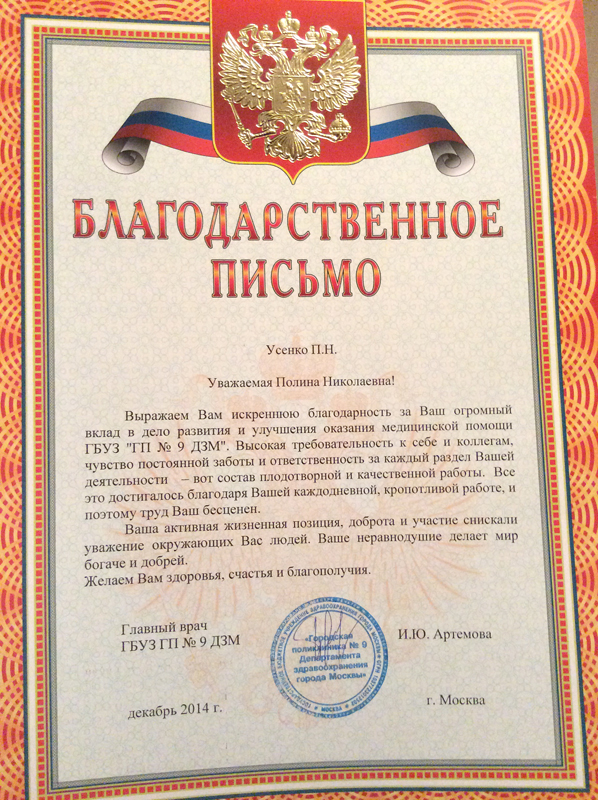 БЛАГОДАРСТВЕННОЕ
ПИСЬМО
Усенко П.Н.
Уважаемая Полина Николаевна!
Выражаем Вам искреннюю благодарность за Ваш огромный
вклад в дело развития и улучшения оказания медицинской помощи
ГБУЗ "ГП № 9 ДЗМ". Высокая требовательность к себе и коллегам,
чувство постоянной заботы и ответственность за каждый раздел Вашей
деятельности – вот состав плодотворной и качественной работы. Все
это достигалось благодаря Вашей каждодневной, кропотливой работе, и
поэтому труд Ваш бесценен.
Ваша активная жизненная позиция, доброта и участие снискали
уважение окружающих Вас людей. Ваше неравнодушие делает мир
богаче и добрей.
Желаем Вам здоровья, счастья и благополучия.
Главный врач
ГБУЗ ГП № 9 ДЗМ
«Городская
поликлиника № 9
Департамента
здравоохранения
города Москвы»
И.Ю. Артемова
декабрь 2014 г.
г. Москва